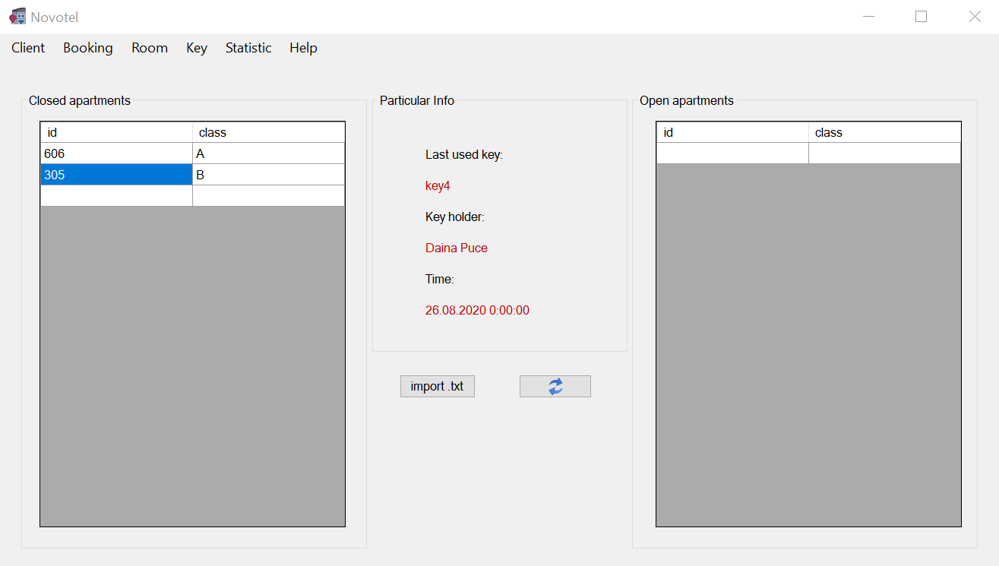 Novotel
Client Booking Room Key Statistic Help
Closed apartments
id class
606 A
305 B
Particular Info
Last used key:
key4
Key holder:
Daina Puce
Time:
26.08.2020 0:00:00
import .txt
Open apartments
id class